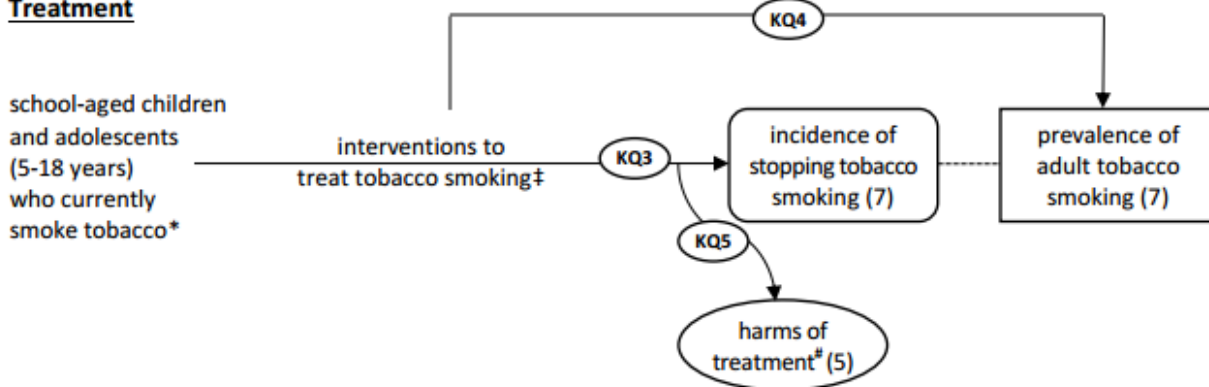 Treatment
KQ4
school-aged children
and adolescents
(5-18 years)
who currently
smoke tobacco*
interventions to
treat tobacco smoking‡
KQ3
incidence of
stopping tobacco
smoking (7)
prevalence of
adult tobacco
smoking (7)
KQ5
harms of
treatment# (5)